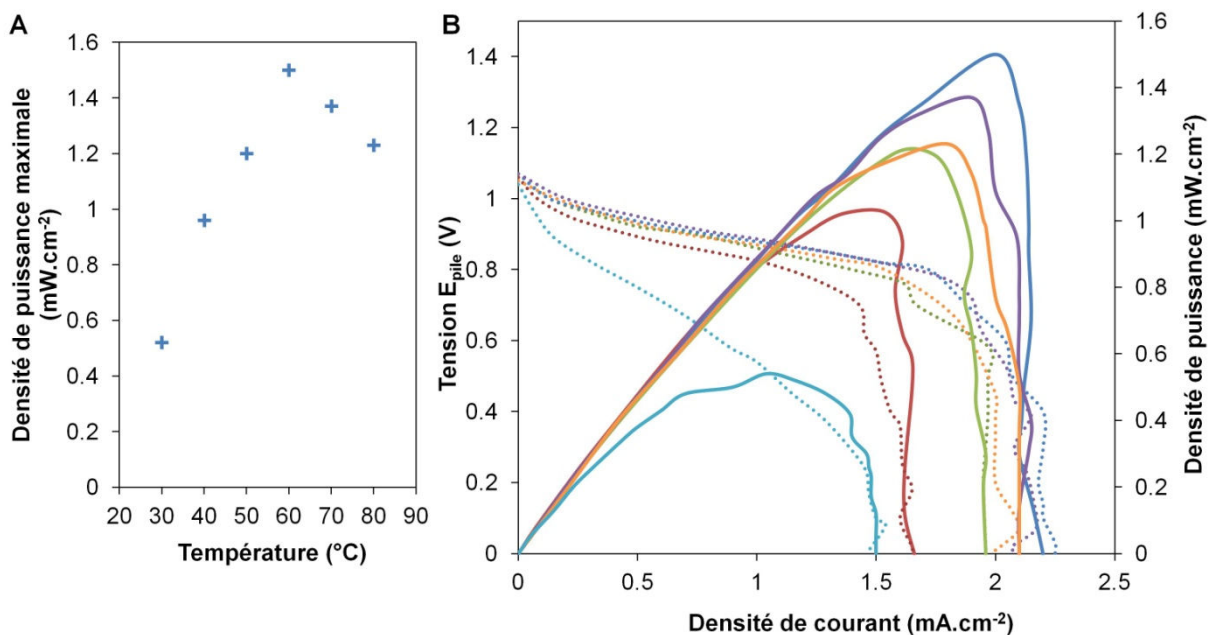 A
Densité de puissance maximale
(mW.cm-2)
1.6
1.4
1.2
1
0.8
0.6
0.4
0.2
0
20 30 40 50 60 70 80 90
Température (°C)
B
Tension Epile (V)
1.4
1.2
1
0.8
0.6
0.4
0.2
0
0 0.5 1 1.5 2 2.5
Densité de courant (mA.cm-2)
1.6
1.4
1.2
1
0.8
0.6
0.4
0.2
0
Densité de puissance (mW.cm-2)